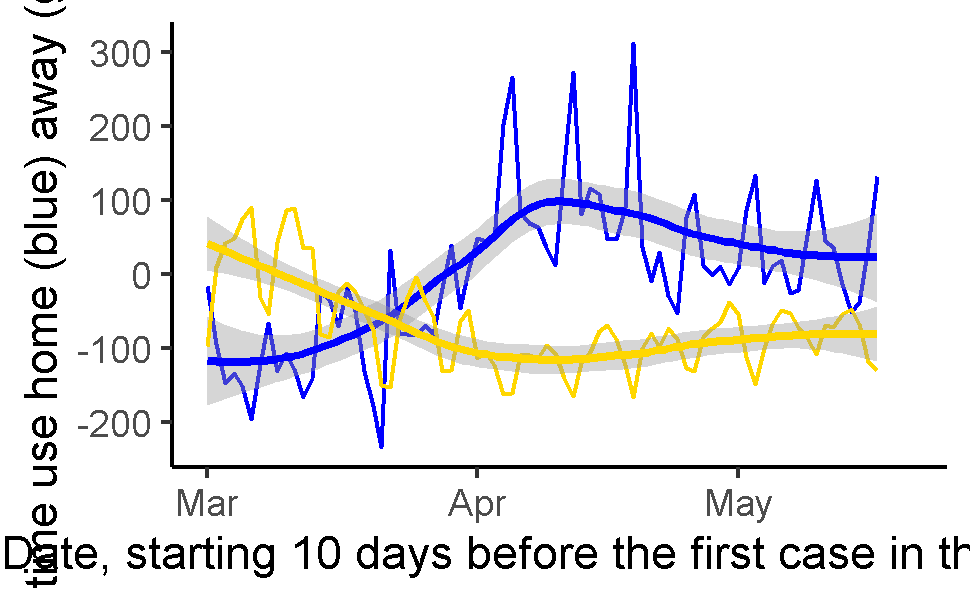 time use home (blue) away (
300
200
100
0
-100
-200
Mar Apr May
Date, starting 10 days before the first case in th